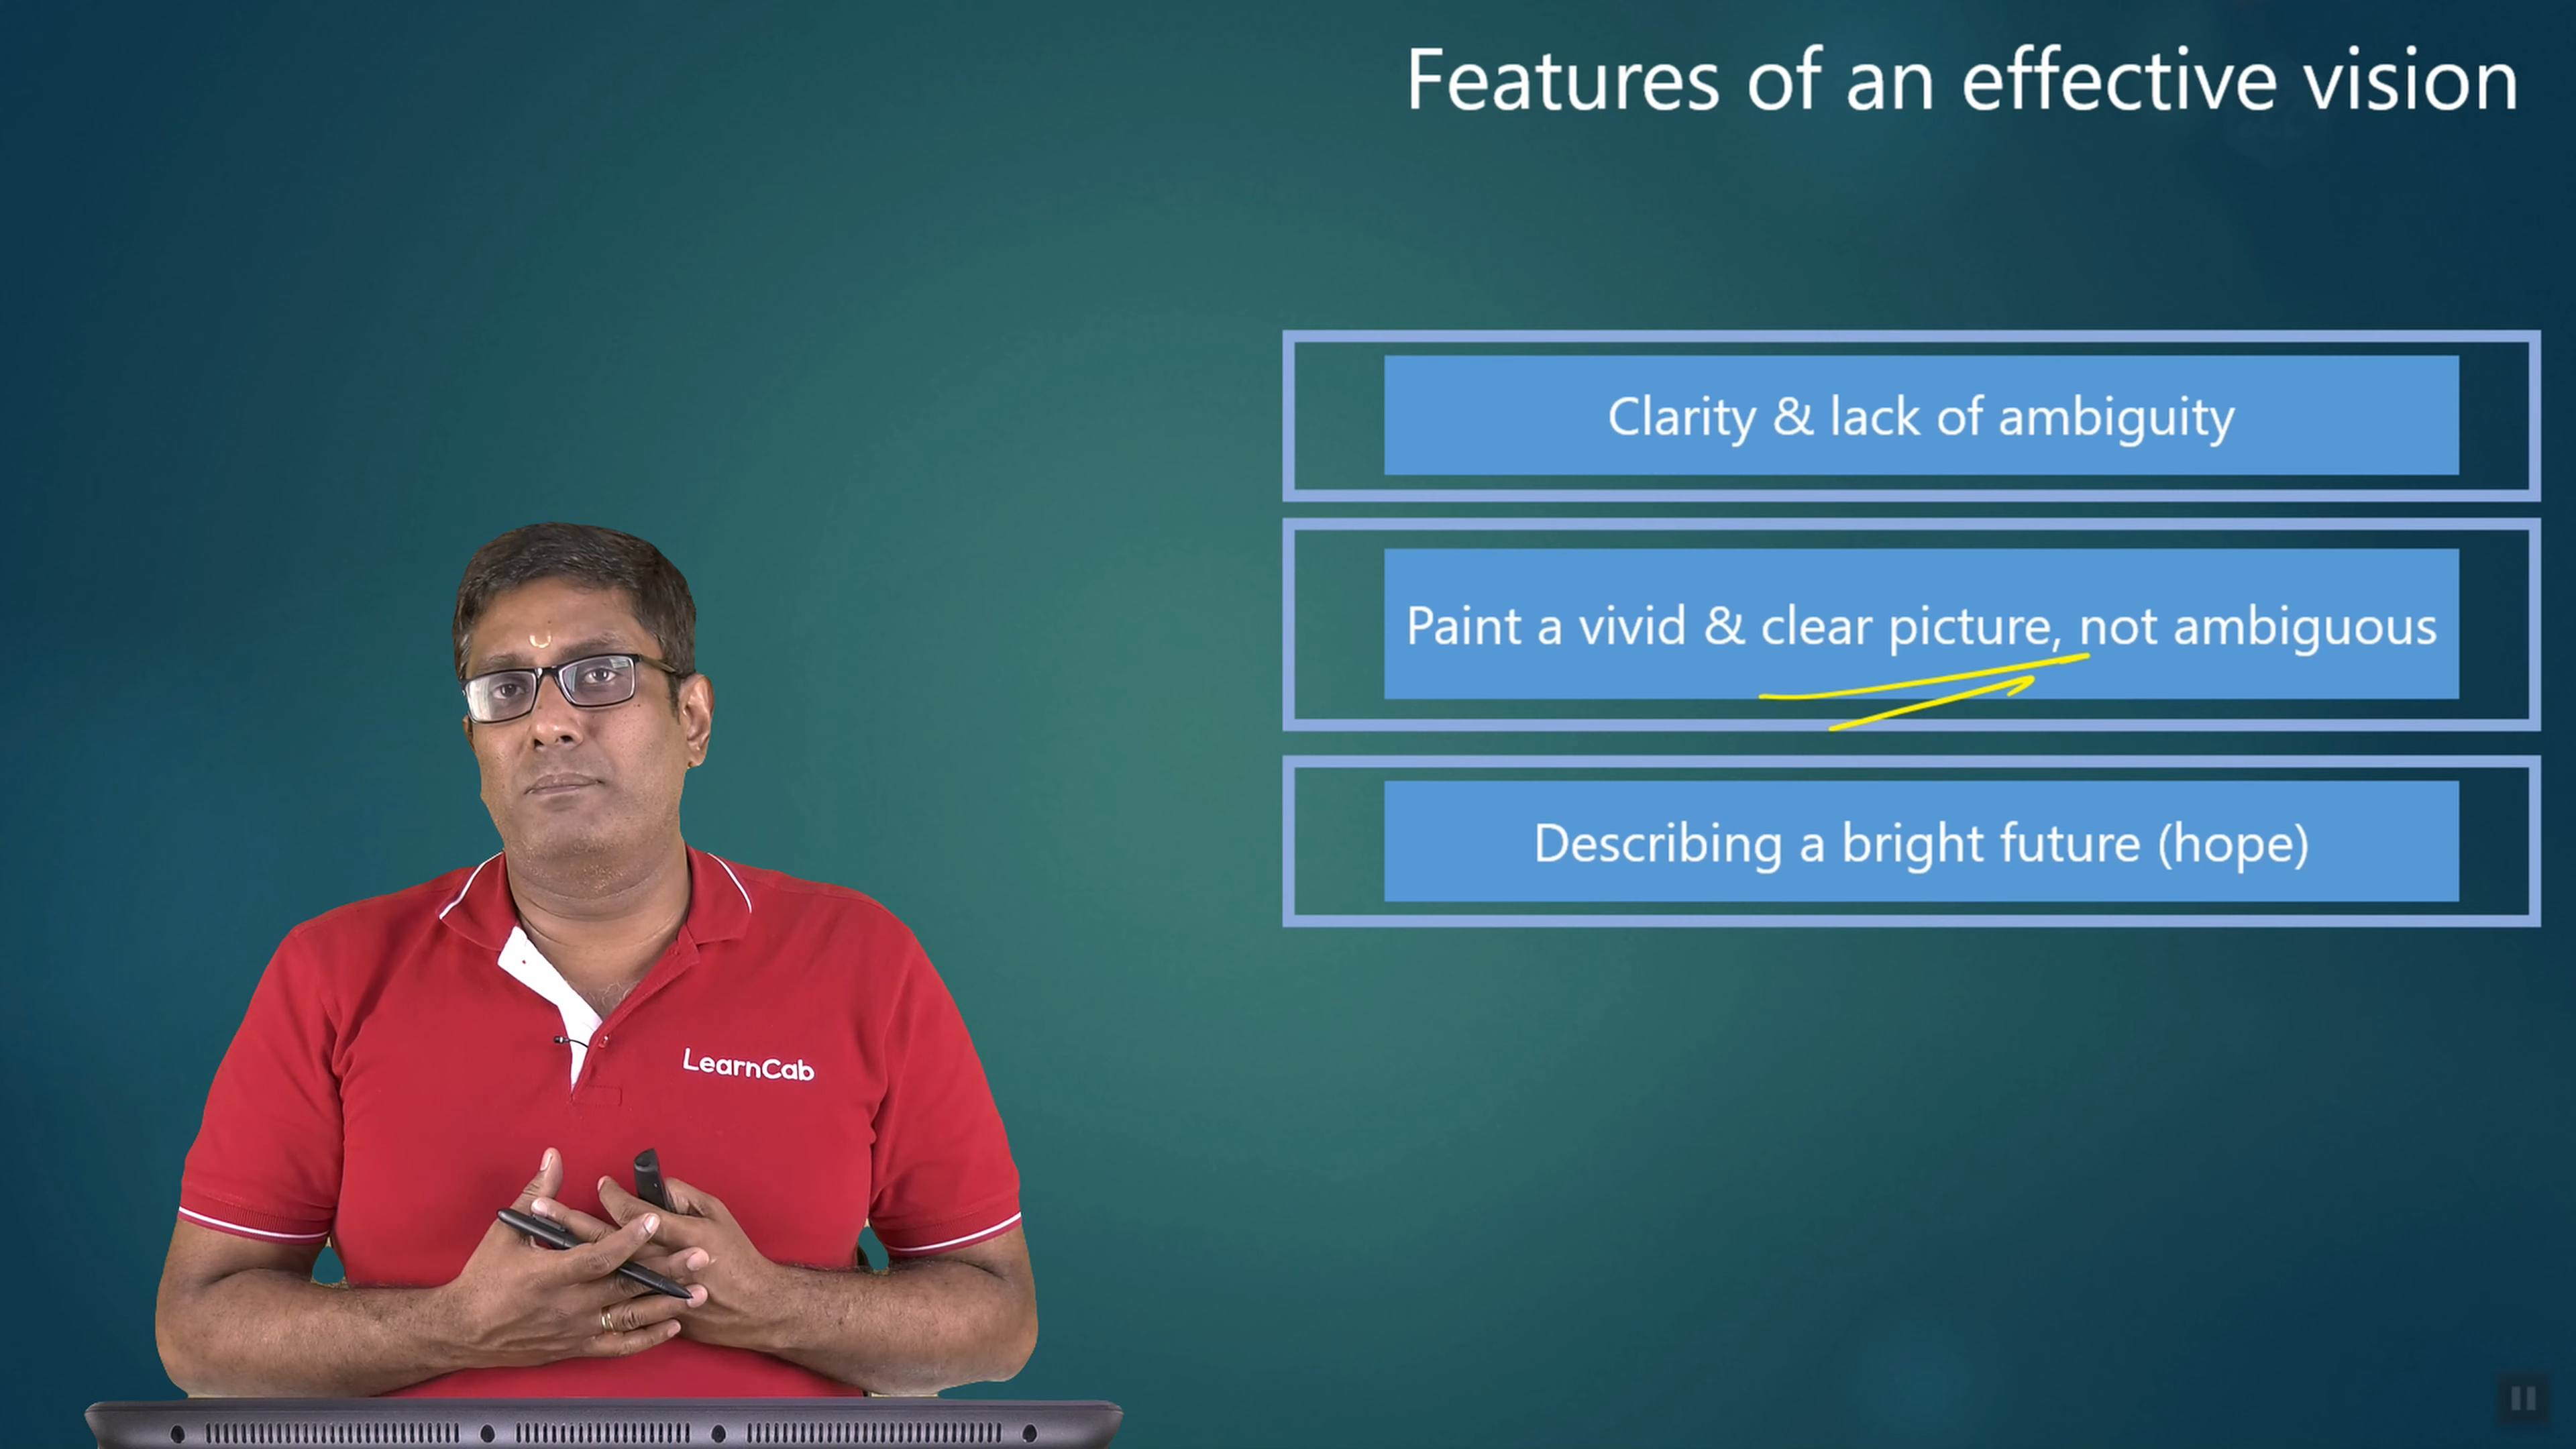 Features of an effective vision
Clarity & lack of ambiguity
Paint a vivid & clear picture, not ambiguous
Describing a bright future (hope)
LearnCab